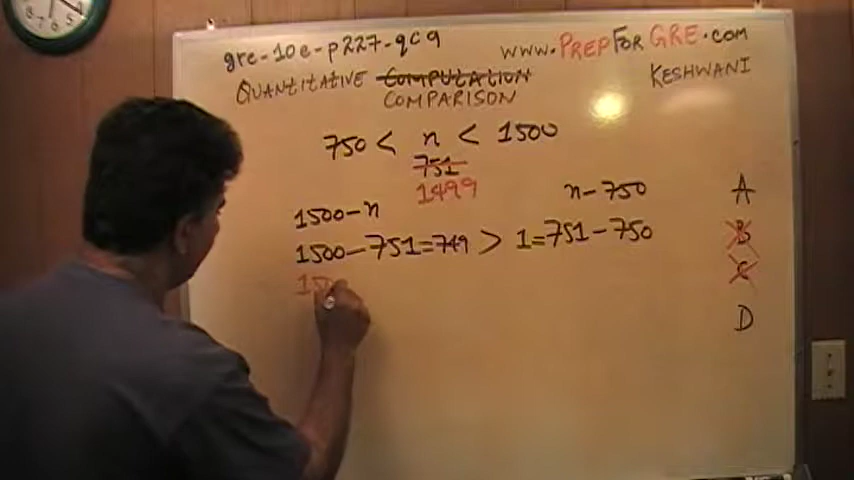 gre-10e-p227-qc9
www.PREPFORGRE.com
QUANTITATIVE COMPUTATION
COMPARISON
KESHWANI
750 < n < 1500
751
1499
1500-n
n-750
A
1500-751=749 > 1=751-750
B
C
150
D